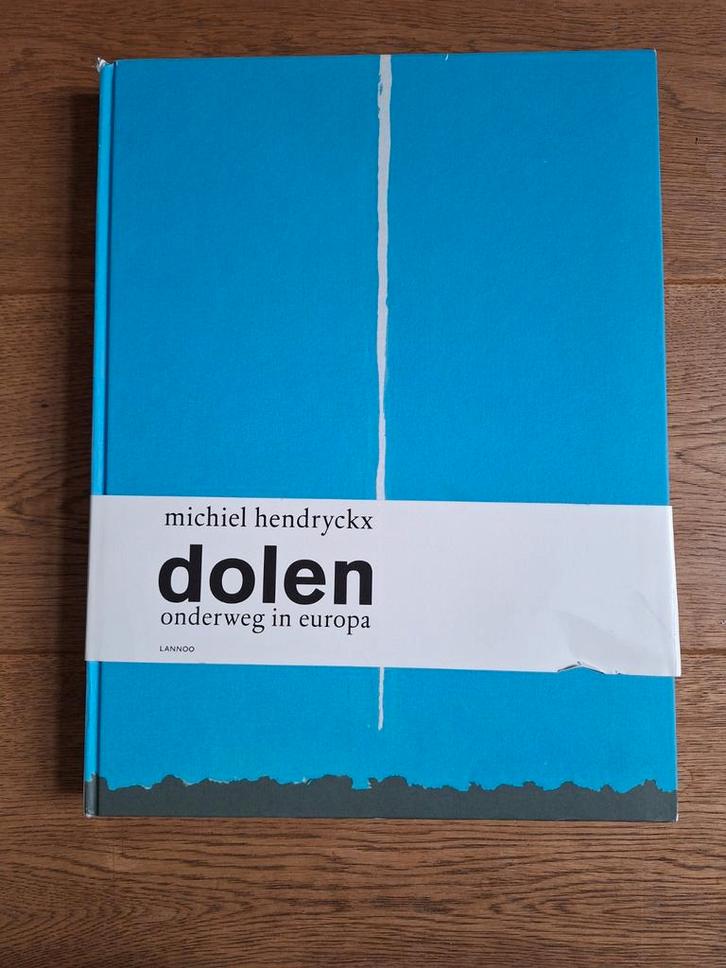 michiel hendryckx
dolen
onderweg in europa
LANNOO